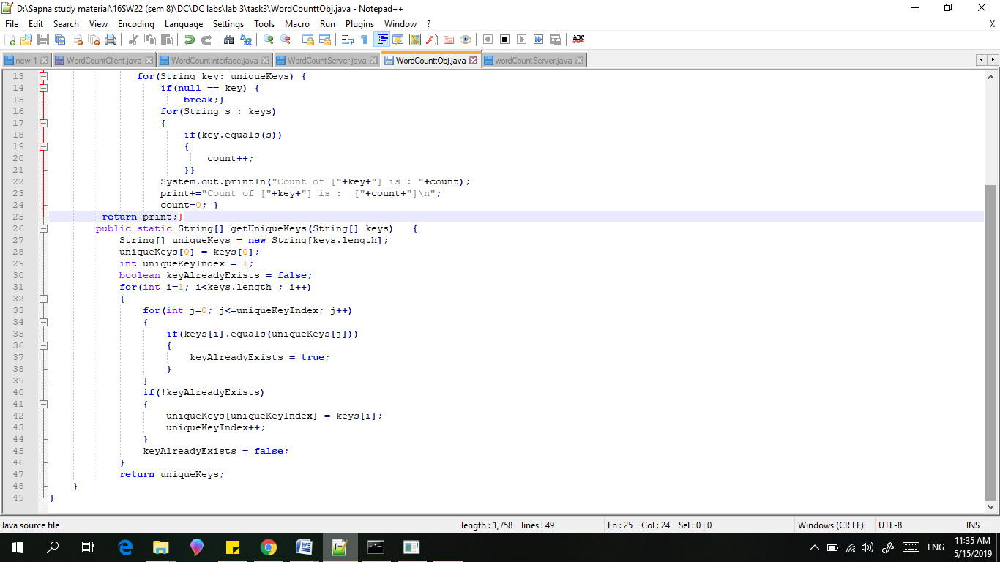 D:\Sapna study material\16SW22 (sem 8)\DC\DC labs\lab 3\task3\WordCounttObj.java - Notepad++
File Edit Search View Encoding Language Settings Tools Macro Run Plugins Window ? X
new 1 WordCountClient.java WordCountInterface.java WordCountServer.java WordCounttObj.java wordCountServer.java
13 for(String key: uniqueKeys) {
14 if(null == key) {
15 break;}
16 for(String s : keys)
17 {
18 if(key.equals(s))
19 {
20 count++;
21 }}
22 System.out.println("Count of ["+key+"] is : "+count);
23 print+="Count of ["+key+"] is :  ["+count+"]\n";
24 count=0; }
25 return print;}
26 public static String[] getUniqueKeys(String[] keys)   {
27 String[] uniqueKeys = new String[keys.length];
28 uniqueKeys[0] = keys[0];
29 int uniqueKeyIndex = 1;
30 boolean keyAlreadyExists = false;
31 for(int i=1; i<keys.length ; i++)
32 {
33 for(int j=0; j<=uniqueKeyIndex; j++)
34 {
35 if(keys[i].equals(uniqueKeys[j]))
36 {
37 keyAlreadyExists = true;
38 }
39 }
40 if(!keyAlreadyExists)
41 {
42 uniqueKeys[uniqueKeyIndex] = keys[i];
43 uniqueKeyIndex++;
44 }
45 keyAlreadyExists = false;
46 }
47 return uniqueKeys;
48 }
49 }
Java source file length : 1,758 lines : 49 Ln : 25 Col : 24 Sel : 0 | 0 Windows (CR LF) UTF-8 INS
ENG 11:35 AM
5/15/2019